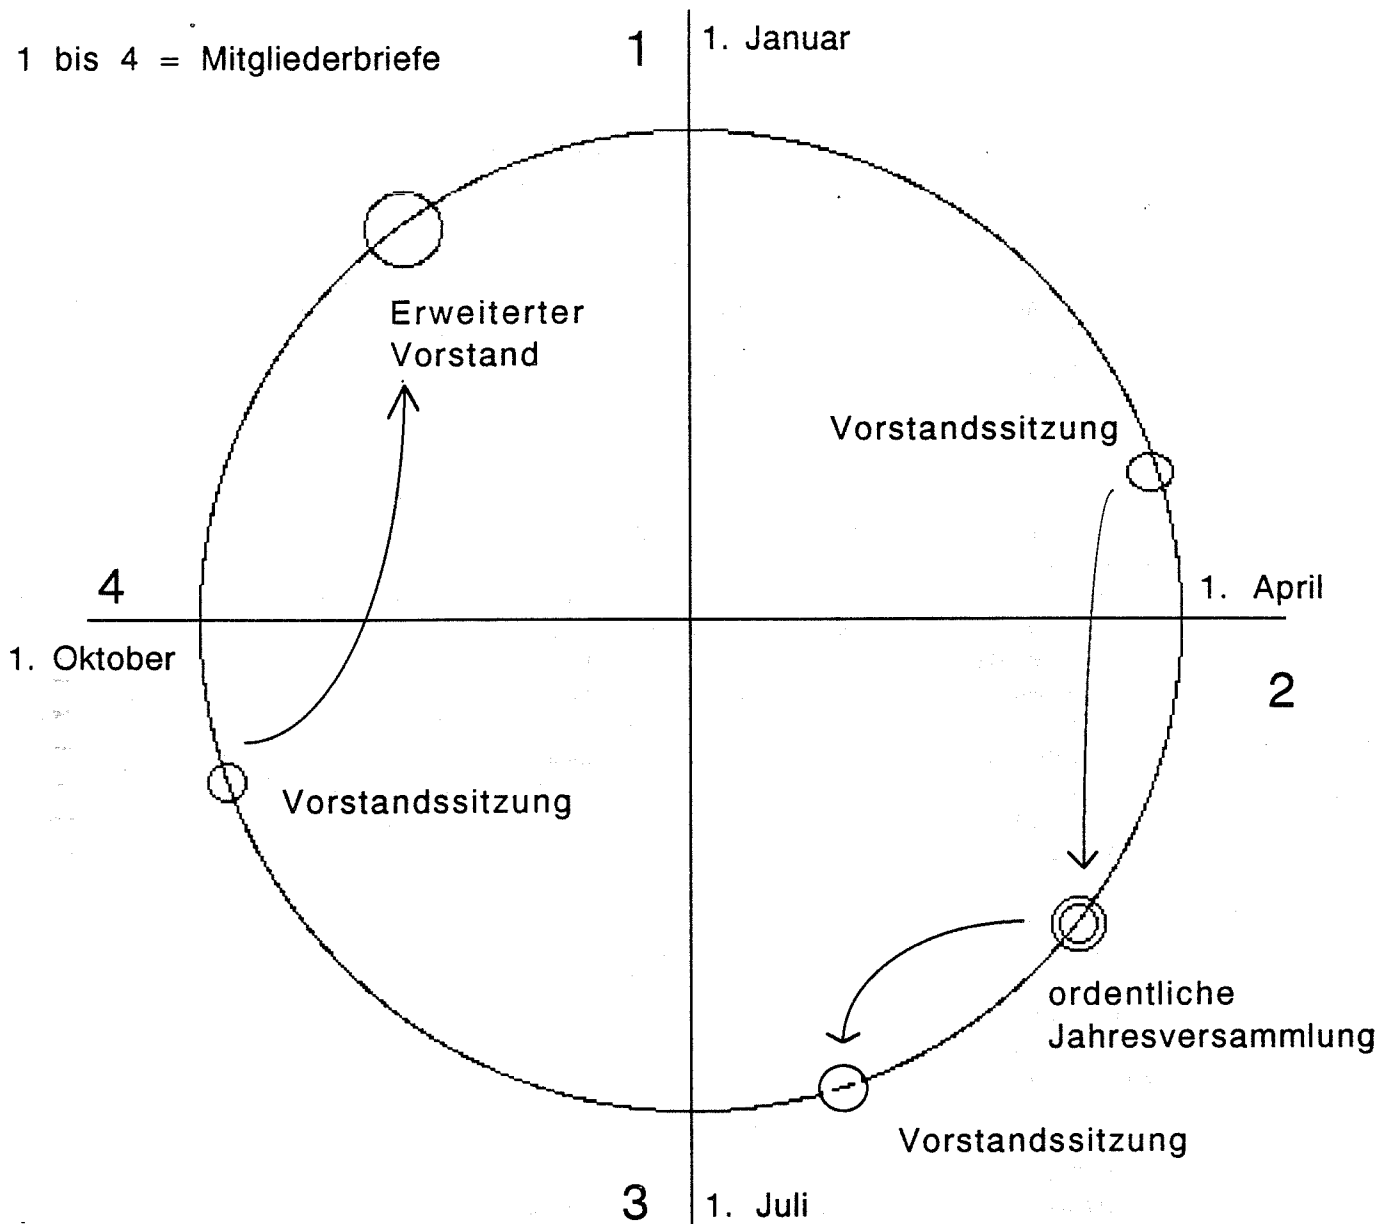 1 bis 4 = Mitgliederbriefe
1
1. Januar
Erweiterter
Vorstand
Vorstandssitzung
4
1. April
1. Oktober
2
Vorstandssitzung
ordentliche
Jahresversammlung
Vorstandssitzung
3
1. Juli